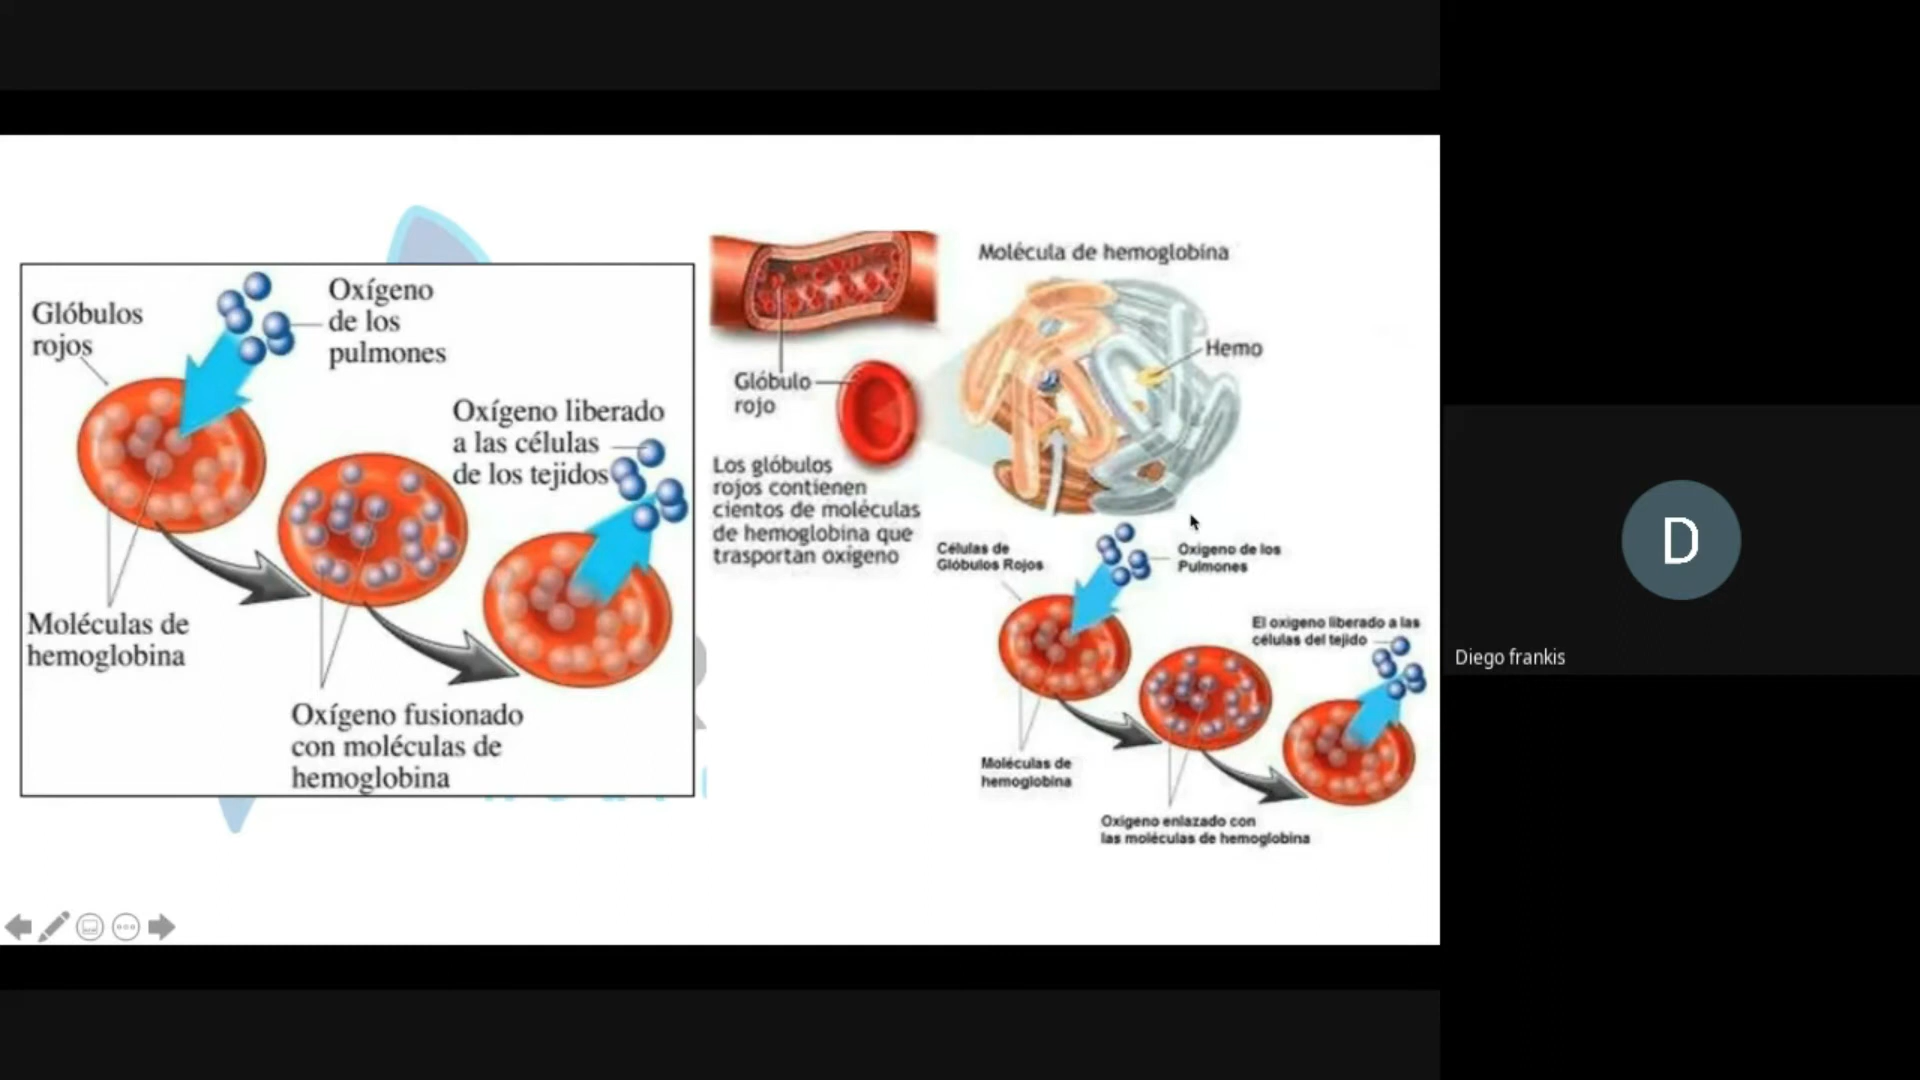 Glóbulos
rojos
Oxígeno
de los
pulmones
Oxígeno liberado
a las células
de los tejidos
Moléculas de
hemoglobina
Oxígeno fusionado
con moléculas de
hemoglobina
Molécula de hemoglobina
Hemo
Glóbulo
rojo
Los glóbulos
rojos contienen
cientos de moléculas
de hemoglobina que
trasportan oxígeno
Células de
Glóbulos Rojos
Oxigeno de los
Pulmones
El oxigeno liberado a las
células del tejido
Moléculas de
hemoglobina
Oxigeno enlazado con
las moléculas de hemoglobina
D
Diego frankis